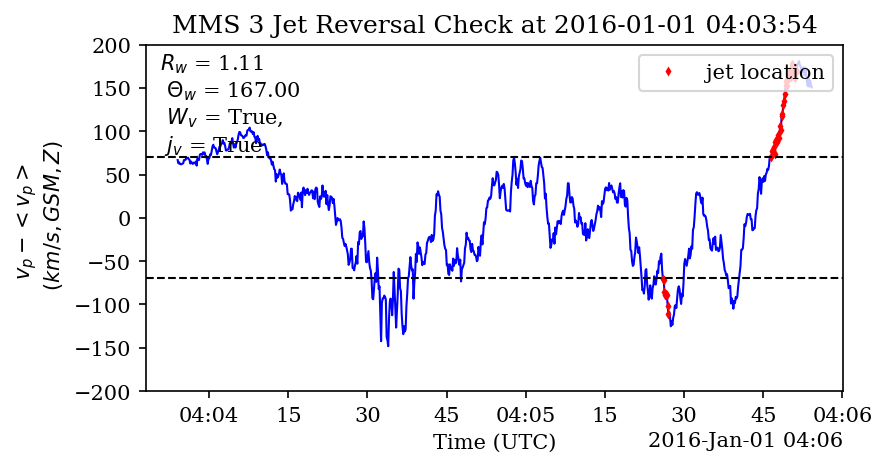 MMS 3 Jet Reversal Check at 2016-01-01 04:03:54
R_w = 1.11
Θ_w = 167.00
W_v = True,
j_v = True
jet location
v_p − < v_p >
(km/s, GSM, Z)
200
150
100
50
0
−50
−100
−150
−200
04:04 15 30 45 04:05 15 30 45 04:06
Time (UTC)
2016-Jan-01 04:06